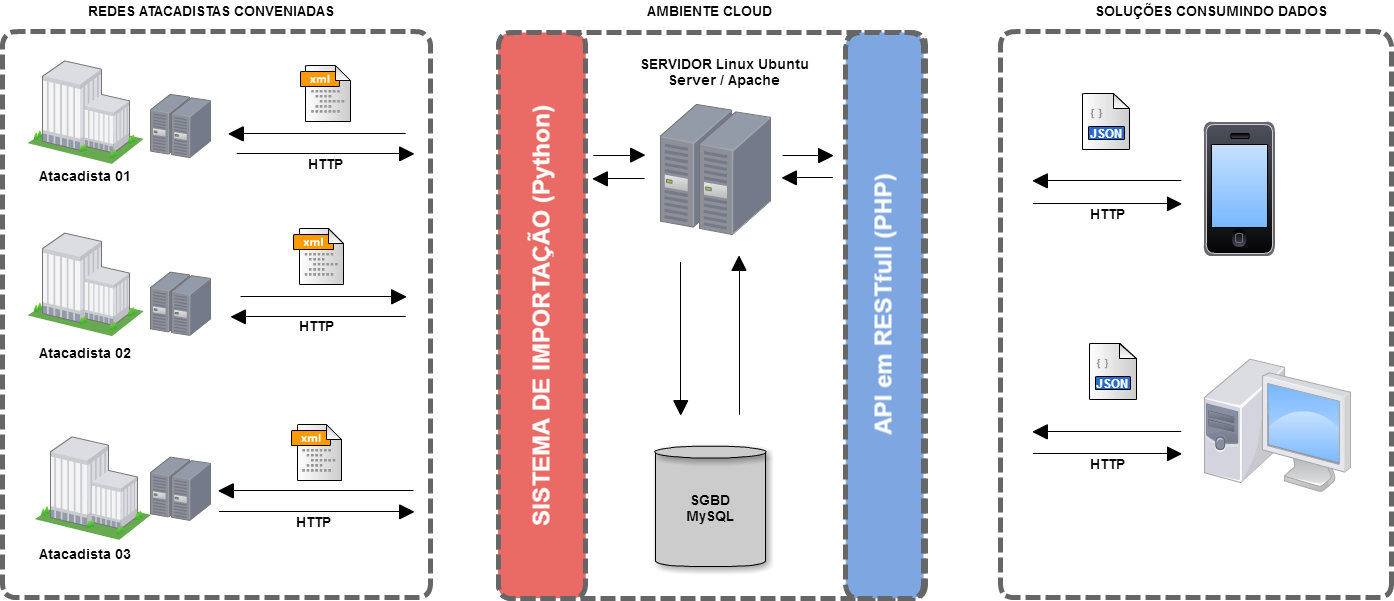 REDES ATACADISTAS CONVENIADAS
xml
HTTP
Atacadista 01
xml
HTTP
Atacadista 02
xml
HTTP
Atacadista 03
AMBIENTE CLOUD
SISTEMA DE IMPORTAÇÃO (Python)
SERVIDOR Linux Ubuntu
Server / Apache
SGBD
MySQL
API em RESTfull (PHP)
SOLUÇÕES CONSUMINDO DADOS
{ }
JSON
HTTP
{ }
JSON
HTTP